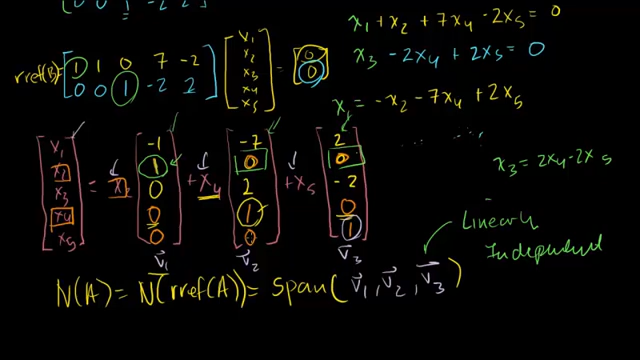 x₁ + x₂ + 7x₄ - 2x₅ = 0
rref(B) = [1 1 0 7 -2; 0 0 1 -2 2] [x₁ x₂ x₃ x₄ x₅] = [0 0]
x₃ - 2x₄ + 2x₅ = 0
x₁ = -x₂ - 7x₄ + 2x₅
[x₁ x₂ x₃ x₄ x₅] = x₂ [-1 1 0 0 0] + x₄ [-7 0 2 1 0] + x₅ [2 0 -2 0 1]
x₃ = 2x₄ - 2x₅
v₁ v₂ v₃
Linearly
Independent
N(A) = N(rref(A)) = span(v₁, v₂, v₃)